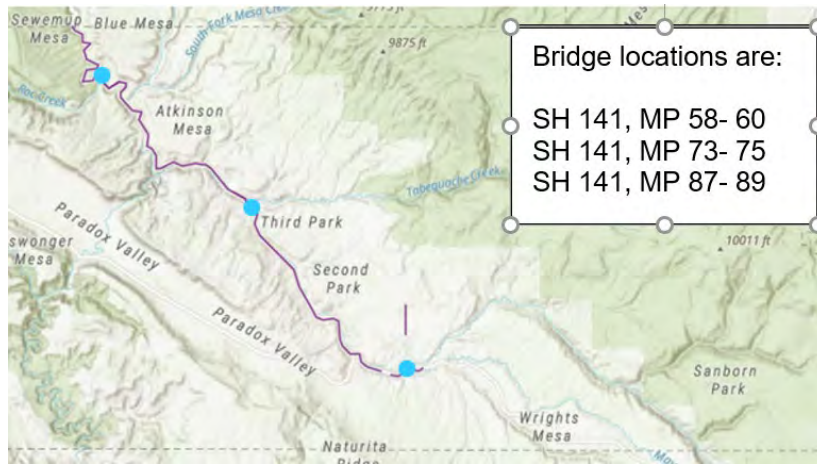 Sewemup
Mesa
Blue Mesa
South Fork Mesa Creek
9875 ft
Roc Creek
Atkinson
Mesa
Tabeguache Creek
Third Park
Paradox Valley
swonger
Mesa
Second
Park
Paradox Valley
10011 ft
Sanborn
Park
Wrights
Mesa
Naturita
Bridge locations are:
SH 141, MP 58- 60
SH 141, MP 73- 75
SH 141, MP 87- 89